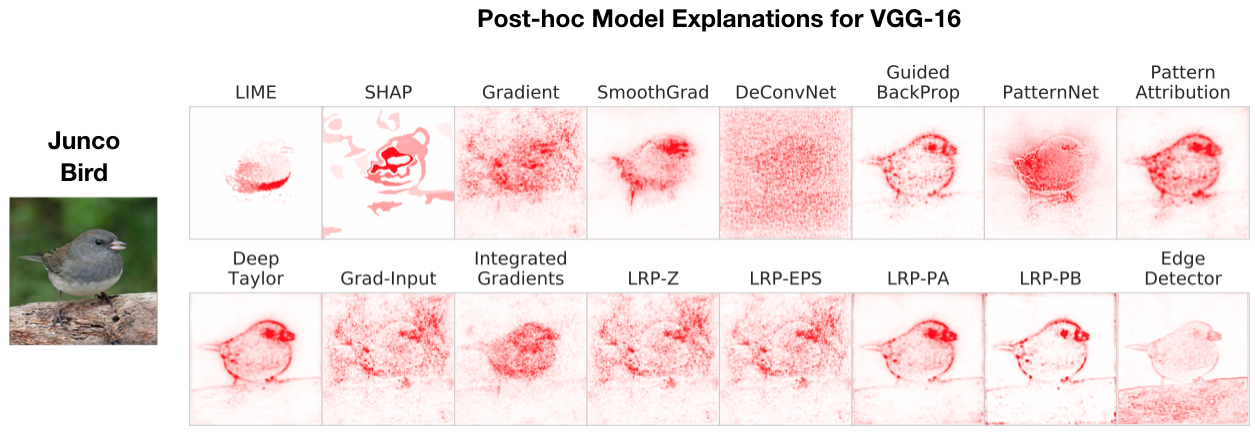 Post-hoc Model Explanations for VGG-16
LIME
SHAP
Gradient
SmoothGrad
DeConvNet
Guided
BackProp
PatternNet
Pattern
Attribution
Junco
Bird
Deep
Taylor
Grad-Input
Integrated
Gradients
LRP-Z
LRP-EPS
LRP-PA
LRP-PB
Edge
Detector